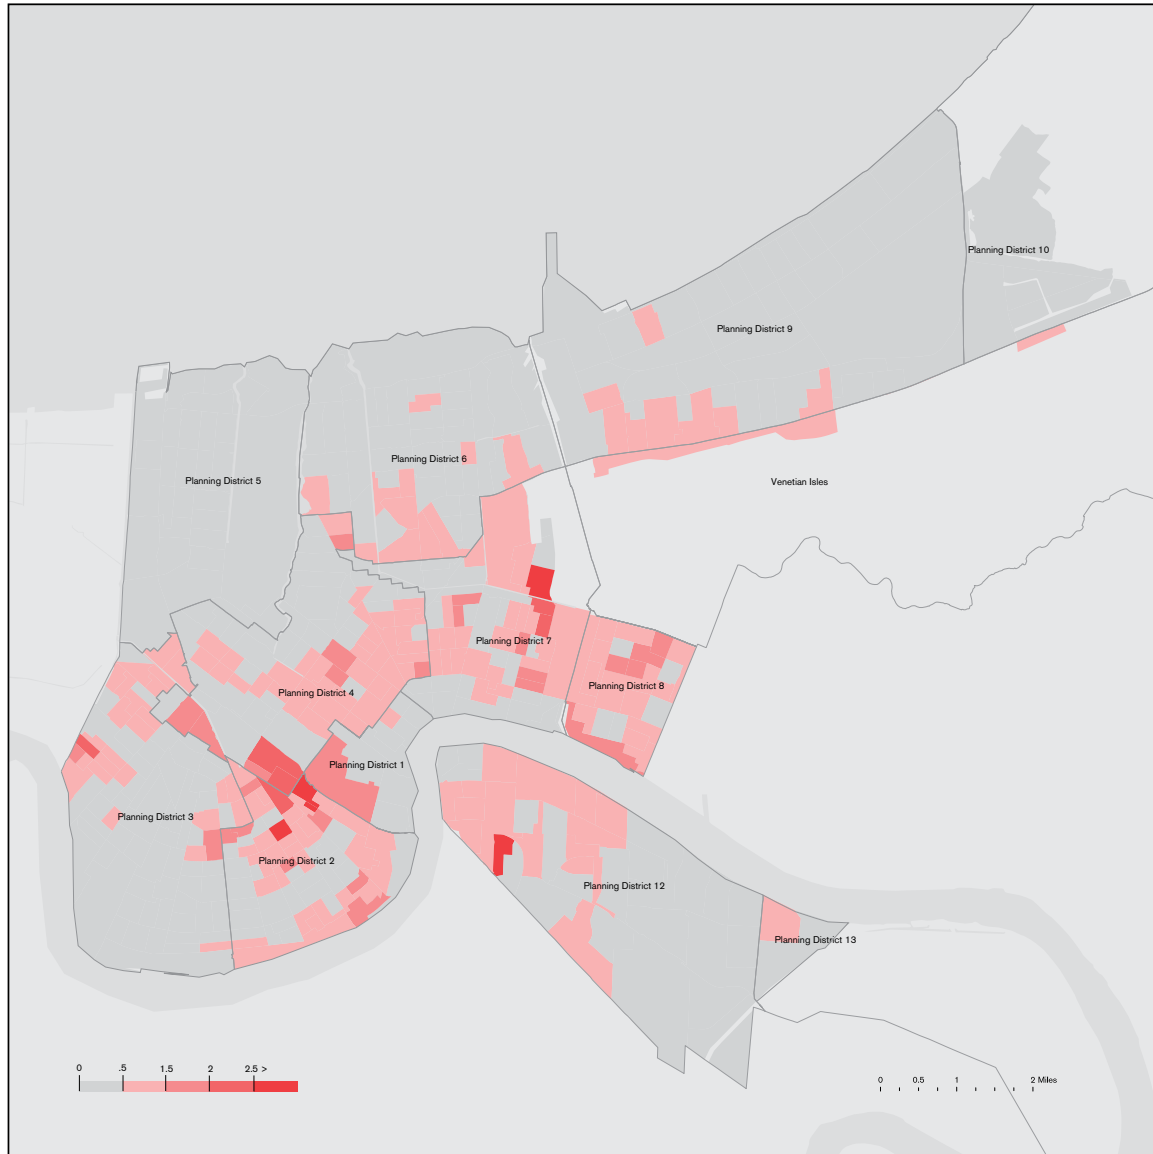 Planning District 10
Planning District 9
Planning District 6
Planning District 5
Venetian Isles
Planning District 7
Planning District 8
Planning District 4
Planning District 1
Planning District 3
Planning District 2
Planning District 12
Planning District 13
0 .5 1.5 2 2.5 >
0 0.5 1 2 Miles